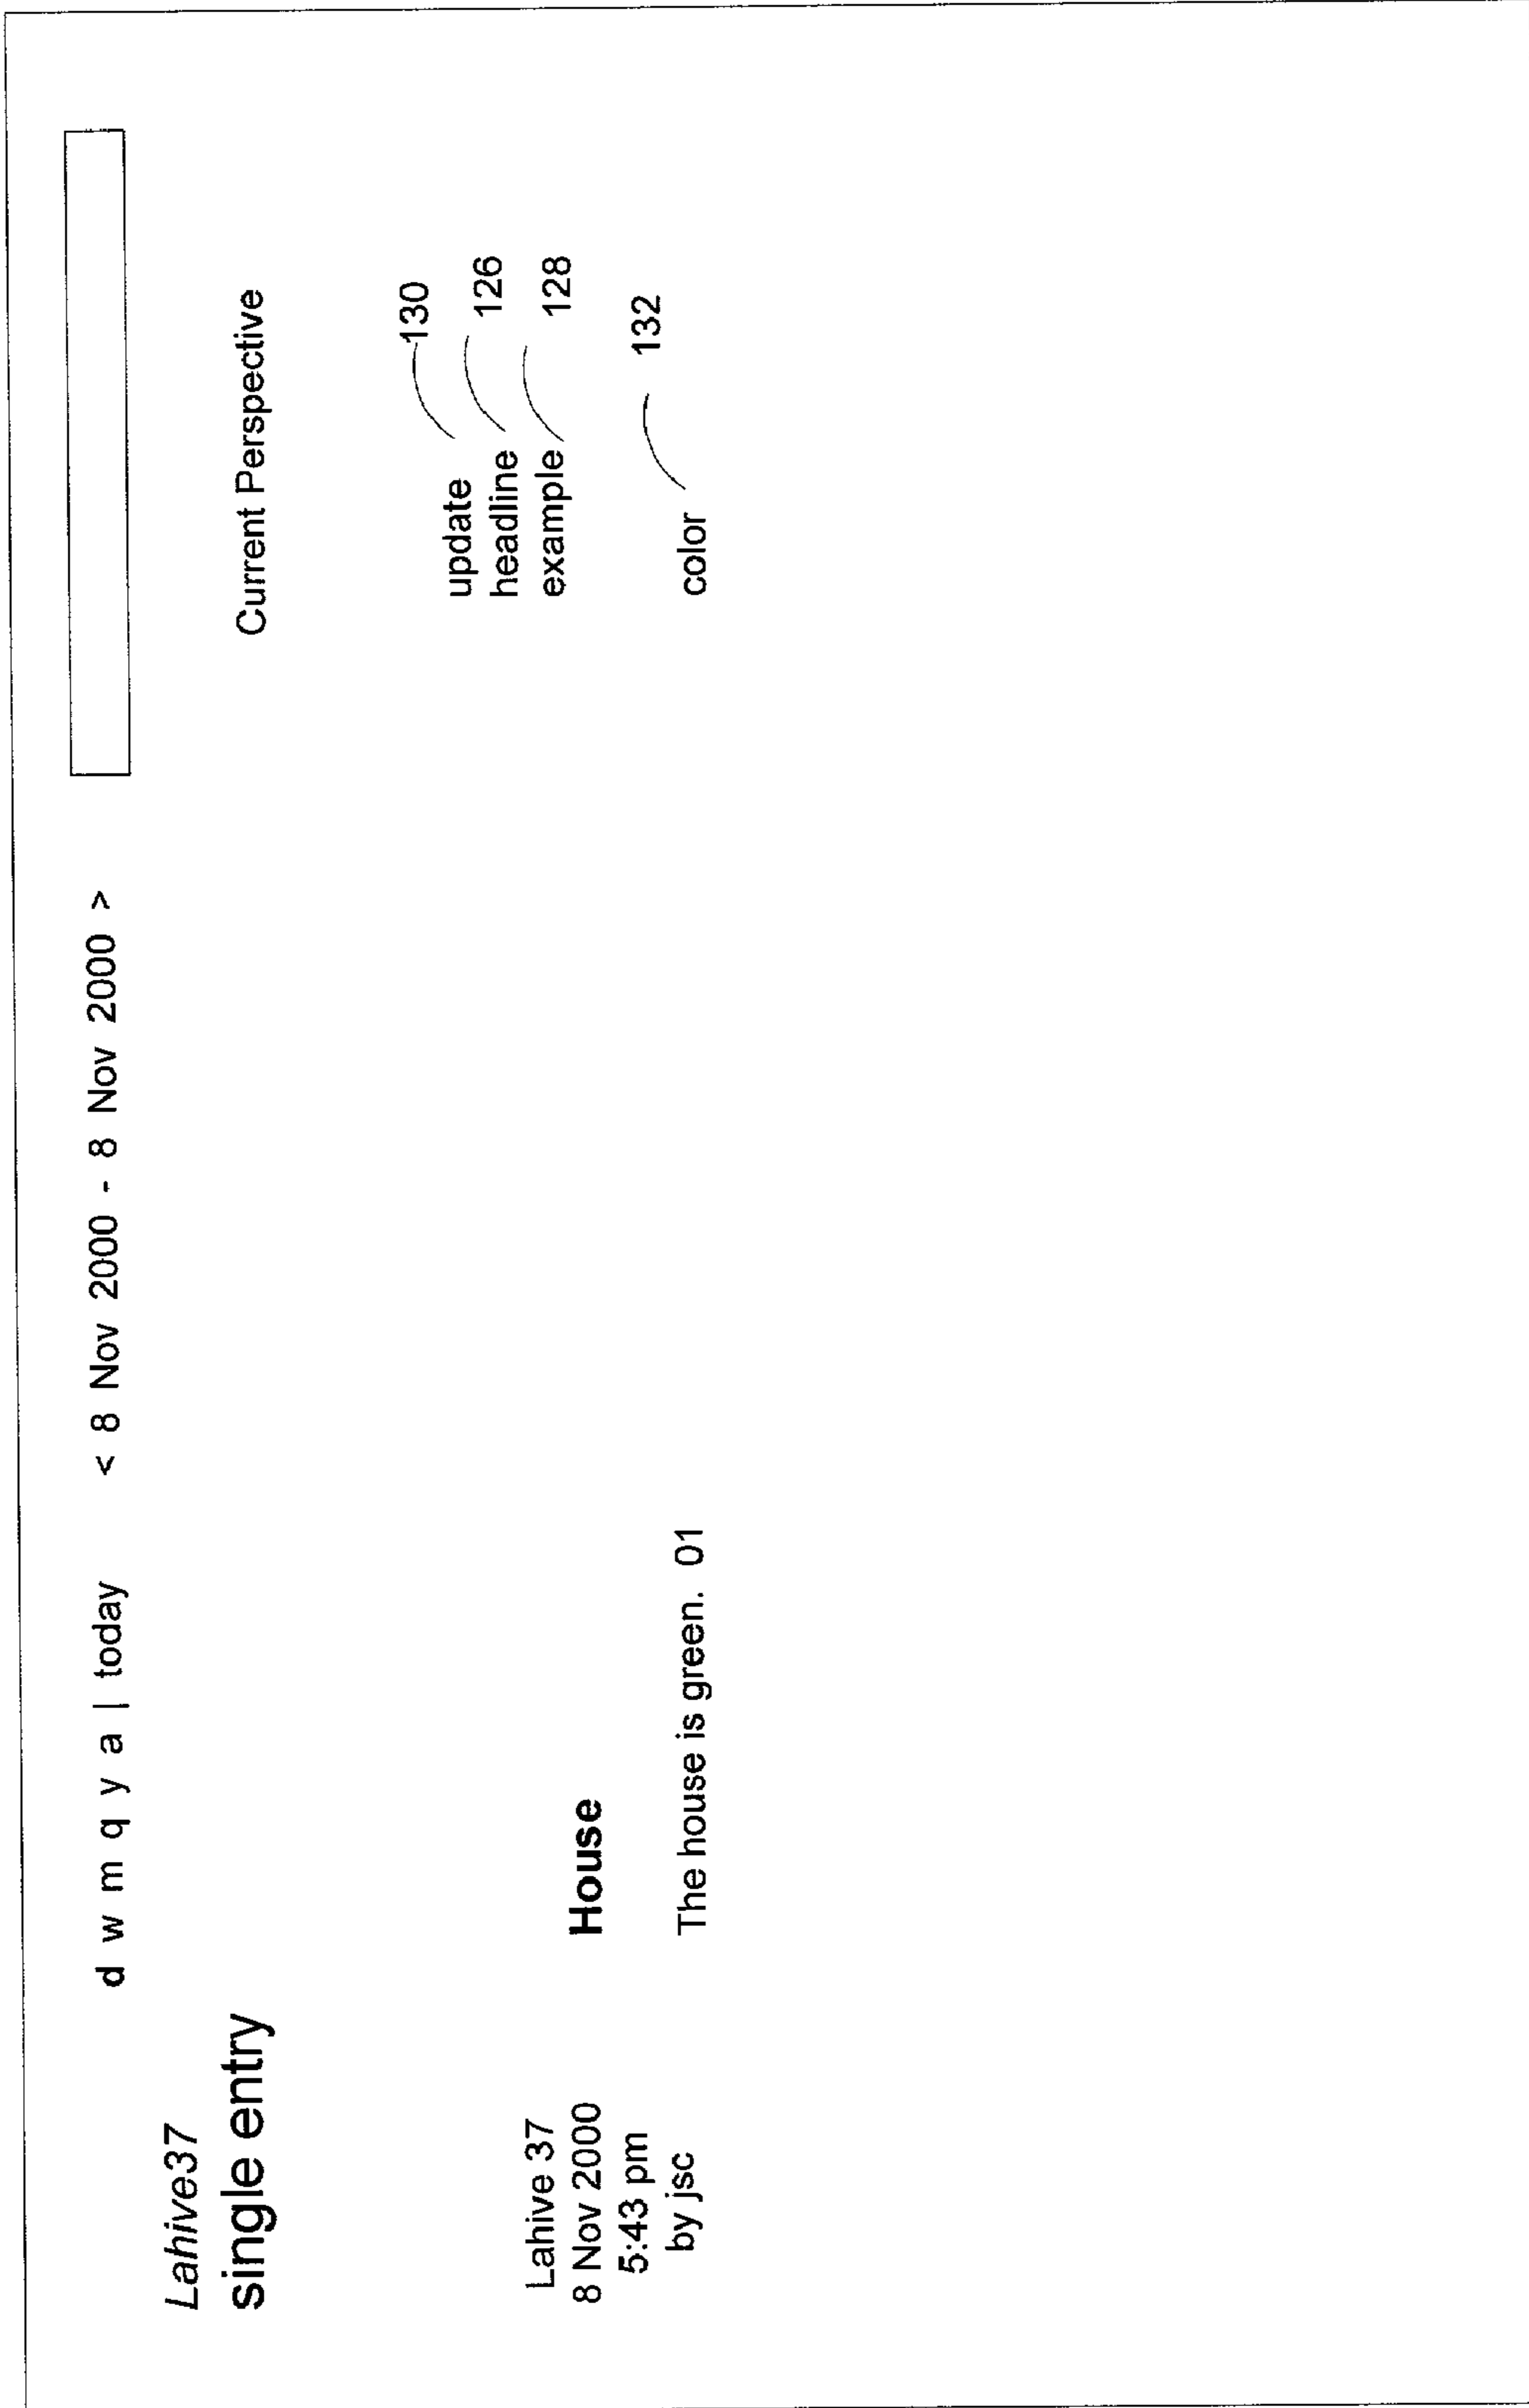 d w m q y a | today < 8 Nov 2000 - 8 Nov 2000 >
Lahive37
single entry
Current Perspective
Lahive 37
8 Nov 2000
5:43 pm
by jsc
House
The house is green. 01
130
update
126
headline
128
example
132
color